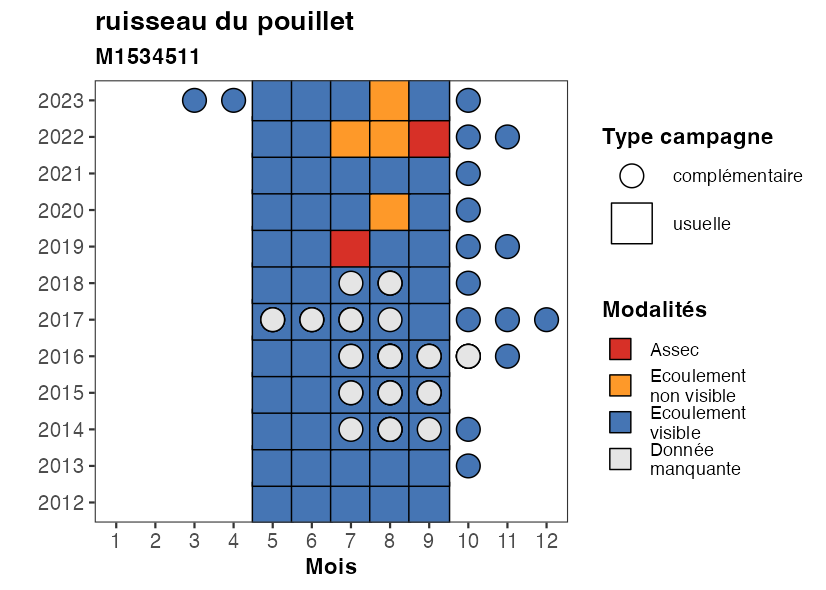 ruisseau du pouillet
M1534511
2023
2022
2021
2020
2019
2018
2017
2016
2015
2014
2013
2012
1 2 3 4 5 6 7 8 9 10 11 12
Mois
Type campagne
complémentaire
usuelle
Modalités
Assec
Ecoulement
non visible
Ecoulement
visible
Donnée
manquante